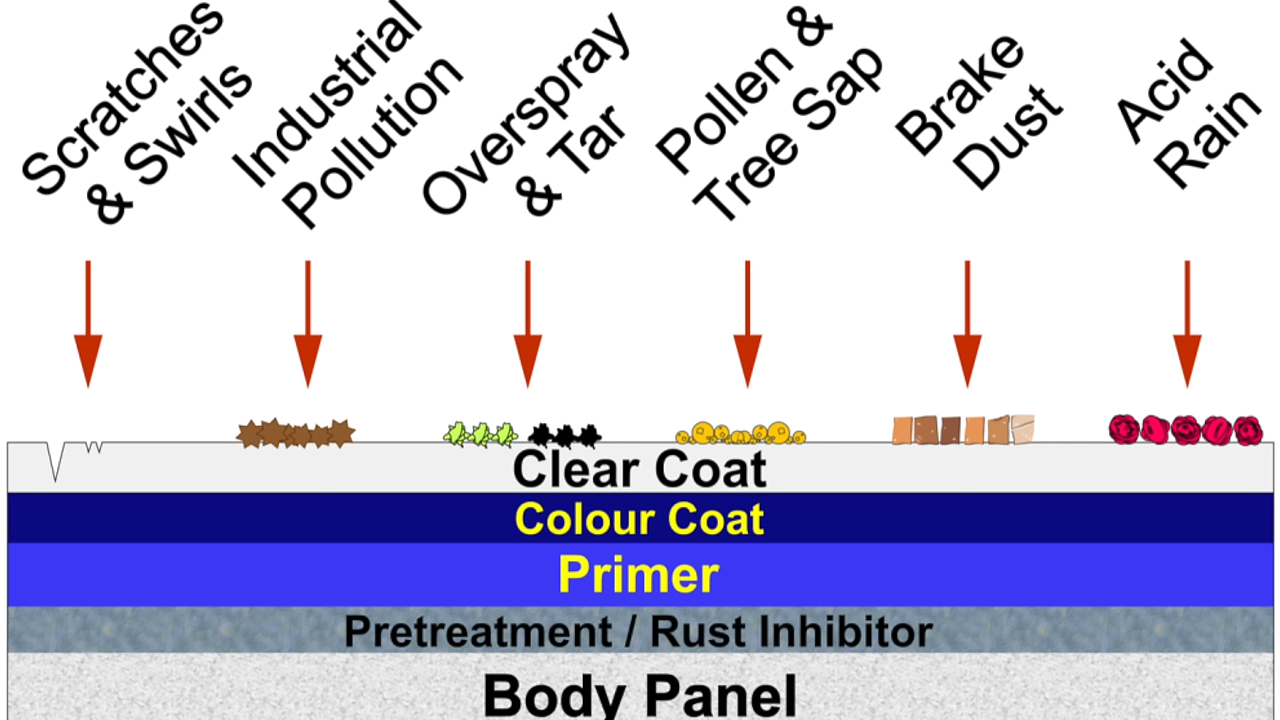 Scratches
& Swirls
Industrial
Pollution
Overspray
& Tar
Pollen &
Tree Sap
Brake
Dust
Acid
Rain
Clear Coat
Colour Coat
Primer
Pretreatment / Rust Inhibitor
Body Panel